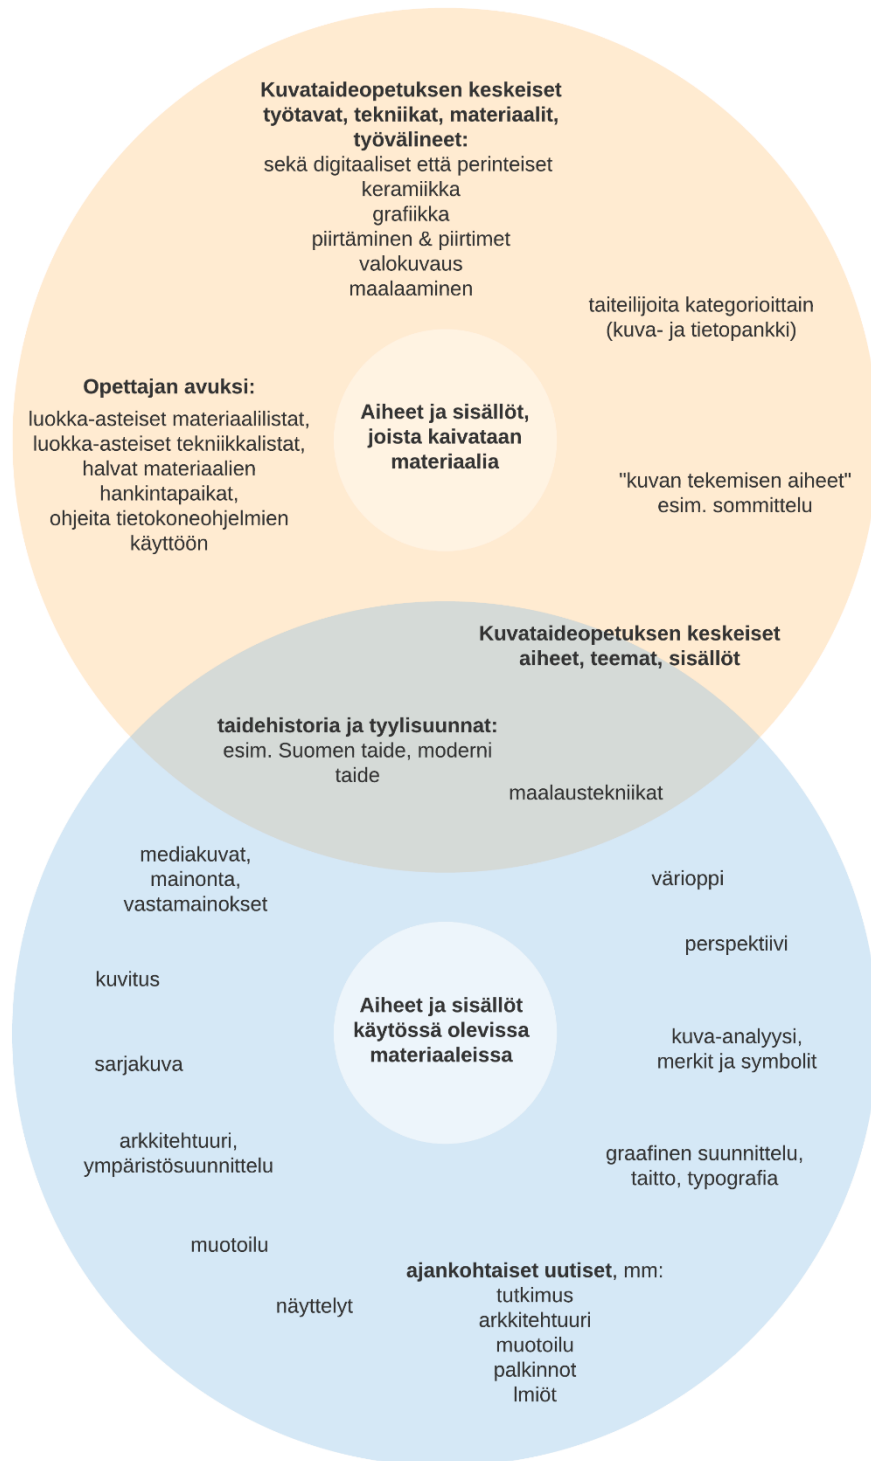 Kuvataideopetuksen keskeiset
työtavat, tekniikat, materiaalit,
työvälineet:
sekä digitaaliset että perinteiset
keramiikka
grafiikka
piirtäminen & piirtimet
valokuvaus
maalaaminen
taiteilijoita kategorioittain
(kuva- ja tietopankki)
Opettajan avuksi:
luokka-asteiset materiaalilistat,
luokka-asteiset tekniikkalistat,
halvat materiaalien
hankintapaikat,
ohjeita tietokoneohjelmien
käyttöön
Aiheet ja sisällöt,
joista kaivataan
materiaalia
"kuvan tekemisen aiheet"
esim. sommittelu
Kuvataideopetuksen keskeiset
aiheet, teemat, sisällöt
taidehistoria ja tyylisuunnat:
esim. Suomen taide, moderni
taide
maalaustekniikat
mediakuvat,
mainonta,
vastamainokset
värioppi
perspektiivi
kuvitus
Aiheet ja sisällöt
käytössä olevissa
materiaaleissa
kuva-analyysi,
merkit ja symbolit
sarjakuva
arkkitehtuuri,
ympäristösuunnittelu
graafinen suunnittelu,
taitto, typografia
muotoilu
näyttelyt
ajankohtaiset uutiset, mm:
tutkimus
arkkitehtuuri
muotoilu
palkinnot
lmiöt